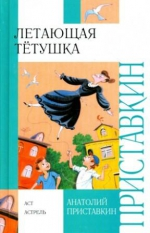 ЛЕТАЮЩАЯ
ТЁТУШКА
ПРИСТАВКИН
АСТ
АСТРЕЛЬ
АНАТОЛИЙ
ПРИСТАВКИН